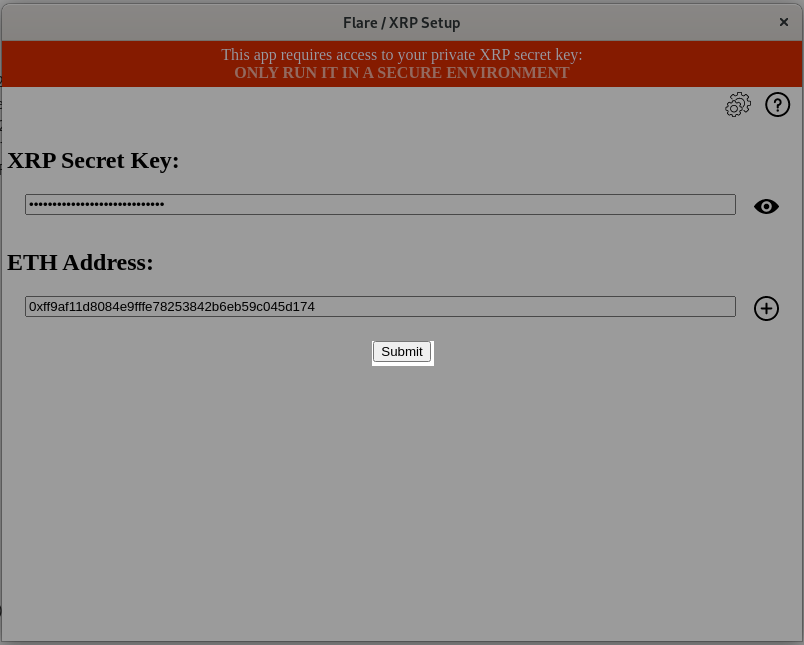 Flare / XRP Setup
×
This app requires access to your private XRP secret key:
ONLY RUN IT IN A SECURE ENVIRONMENT
?
XRP Secret Key:
•••••••••••••••••••••••••••••
ETH Address:
0xff9af11d8084e9fffe78253842b6eb59c045d174
Submit